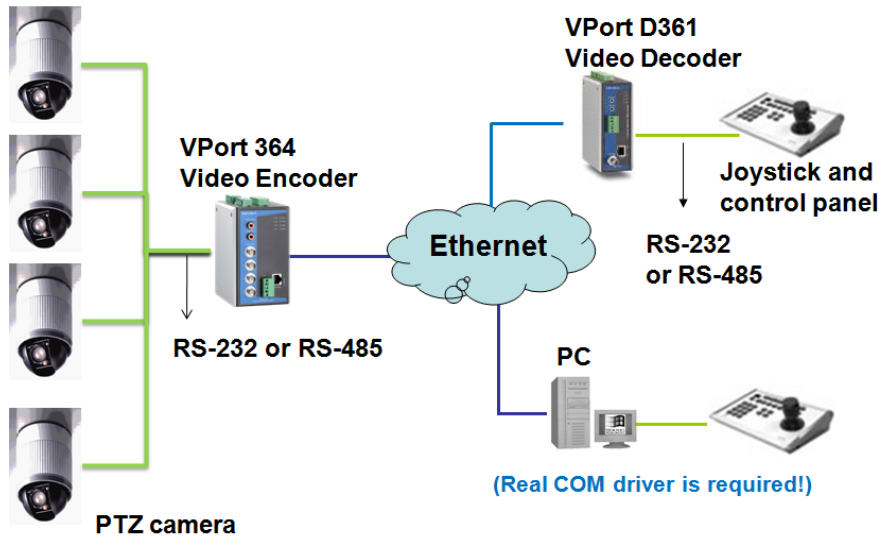 VPort D361
Video Decoder
VPort 364
Video Encoder
Joystick and
control panel
Ethernet
RS-232
or RS-485
RS-232 or RS-485
PC
(Real COM driver is required!)
PTZ camera